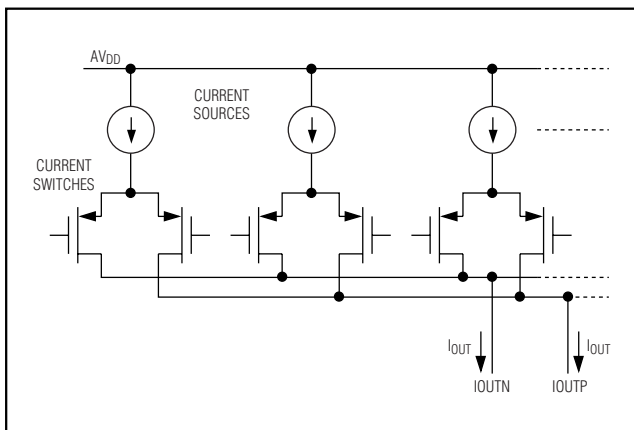 AVDD
CURRENT
SOURCES
CURRENT
SWITCHES
IOUT
IOUT
IOUTN
IOUTP